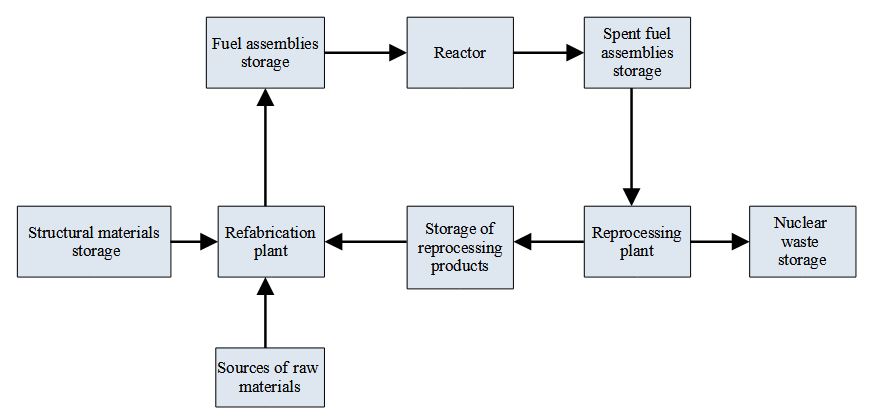 Fuel assemblies
storage
Reactor
Spent fuel
assemblies
storage
Structural materials
storage
Refabrication
plant
Storage of
reprocessing
products
Reprocessing
plant
Nuclear
waste
storage
Sources of raw
materials